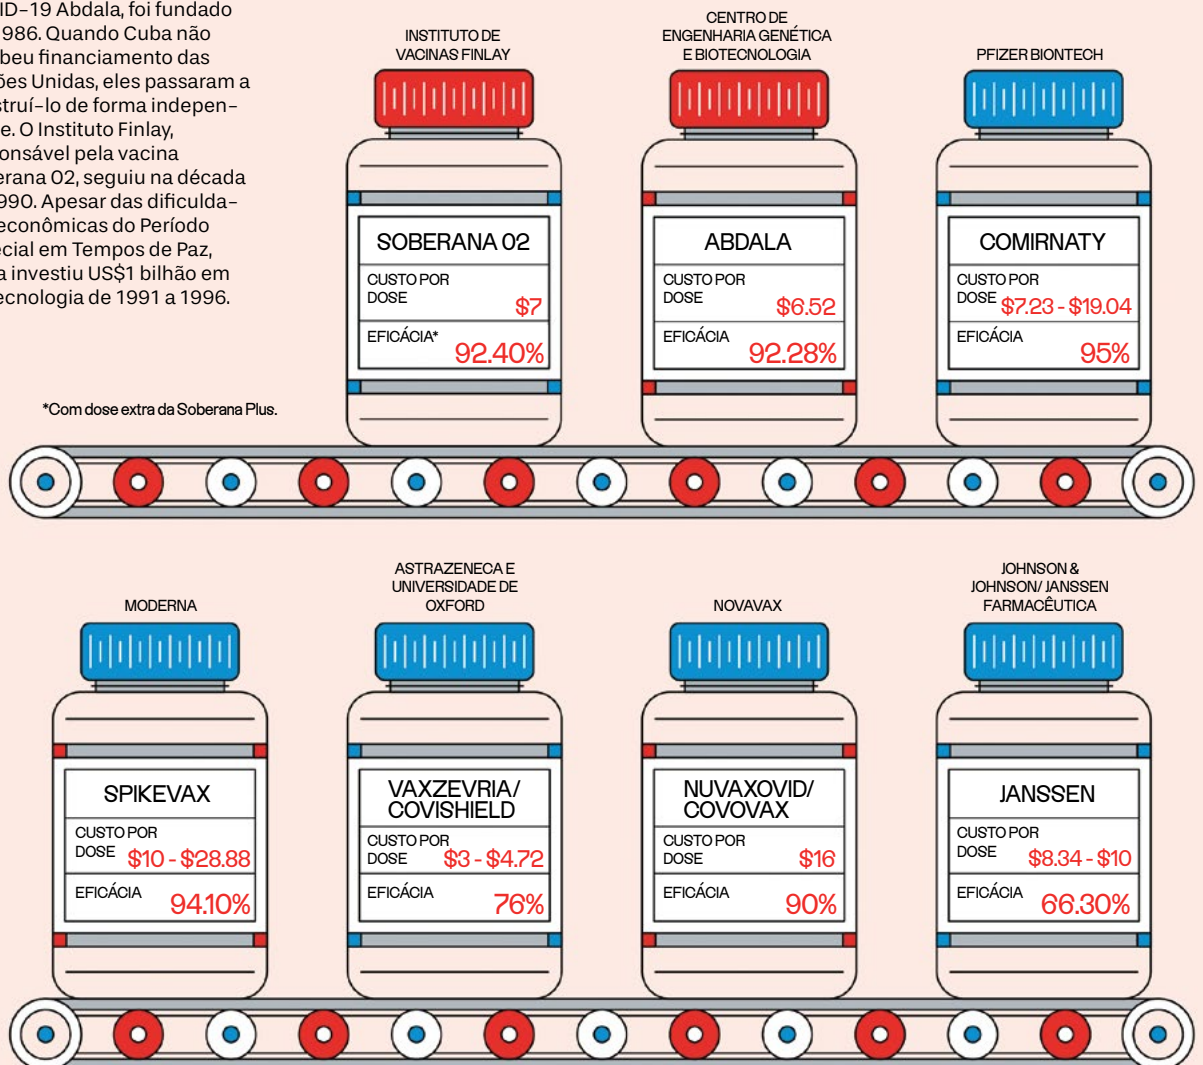 ID-19 Abdala, foi fundado
1986. Quando Cuba não
beu financiamento das
ões Unidas, eles passaram a
struí-lo de forma indepen-
e. O Instituto Finlay,
onsável pela vacina
erana 02, seguiu na década
1990. Apesar das dificulda-
econômicas do Período
ecial em Tempos de Paz,
a investiu US$1 bilhão em
ecnologia de 1991 a 1996.
*Com dose extra da Soberana Plus.
INSTITUTO DE
VACINAS FINLAY
SOBERANA 02
CUSTO POR
DOSE
$7
EFICÁCIA*
92.40%
CENTRO DE
ENGENHARIA GENÉTICA
E BIOTECNOLOGIA
ABDALA
CUSTO POR
DOSE
$6.52
EFICÁCIA
92.28%
PFIZER BIONTECH
COMIRNATY
CUSTO POR
DOSE $7.23 - $19.04
EFICÁCIA
95%
MODERNA
SPIKEVAX
CUSTO POR
DOSE $10 - $28.88
EFICÁCIA
94.10%
ASTRAZENECA E
UNIVERSIDADE DE
OXFORD
VAXZEVRIA/
COVISHIELD
CUSTO POR
DOSE $3 - $4.72
EFICÁCIA
76%
NOVAVAX
NUVAXOVID/
COVOVAX
CUSTO POR
DOSE
$16
EFICÁCIA
90%
JOHNSON &
JOHNSON/ JANSSEN
FARMACÊUTICA
JANSSEN
CUSTO POR
DOSE $8.34 - $10
EFICÁCIA
66.30%